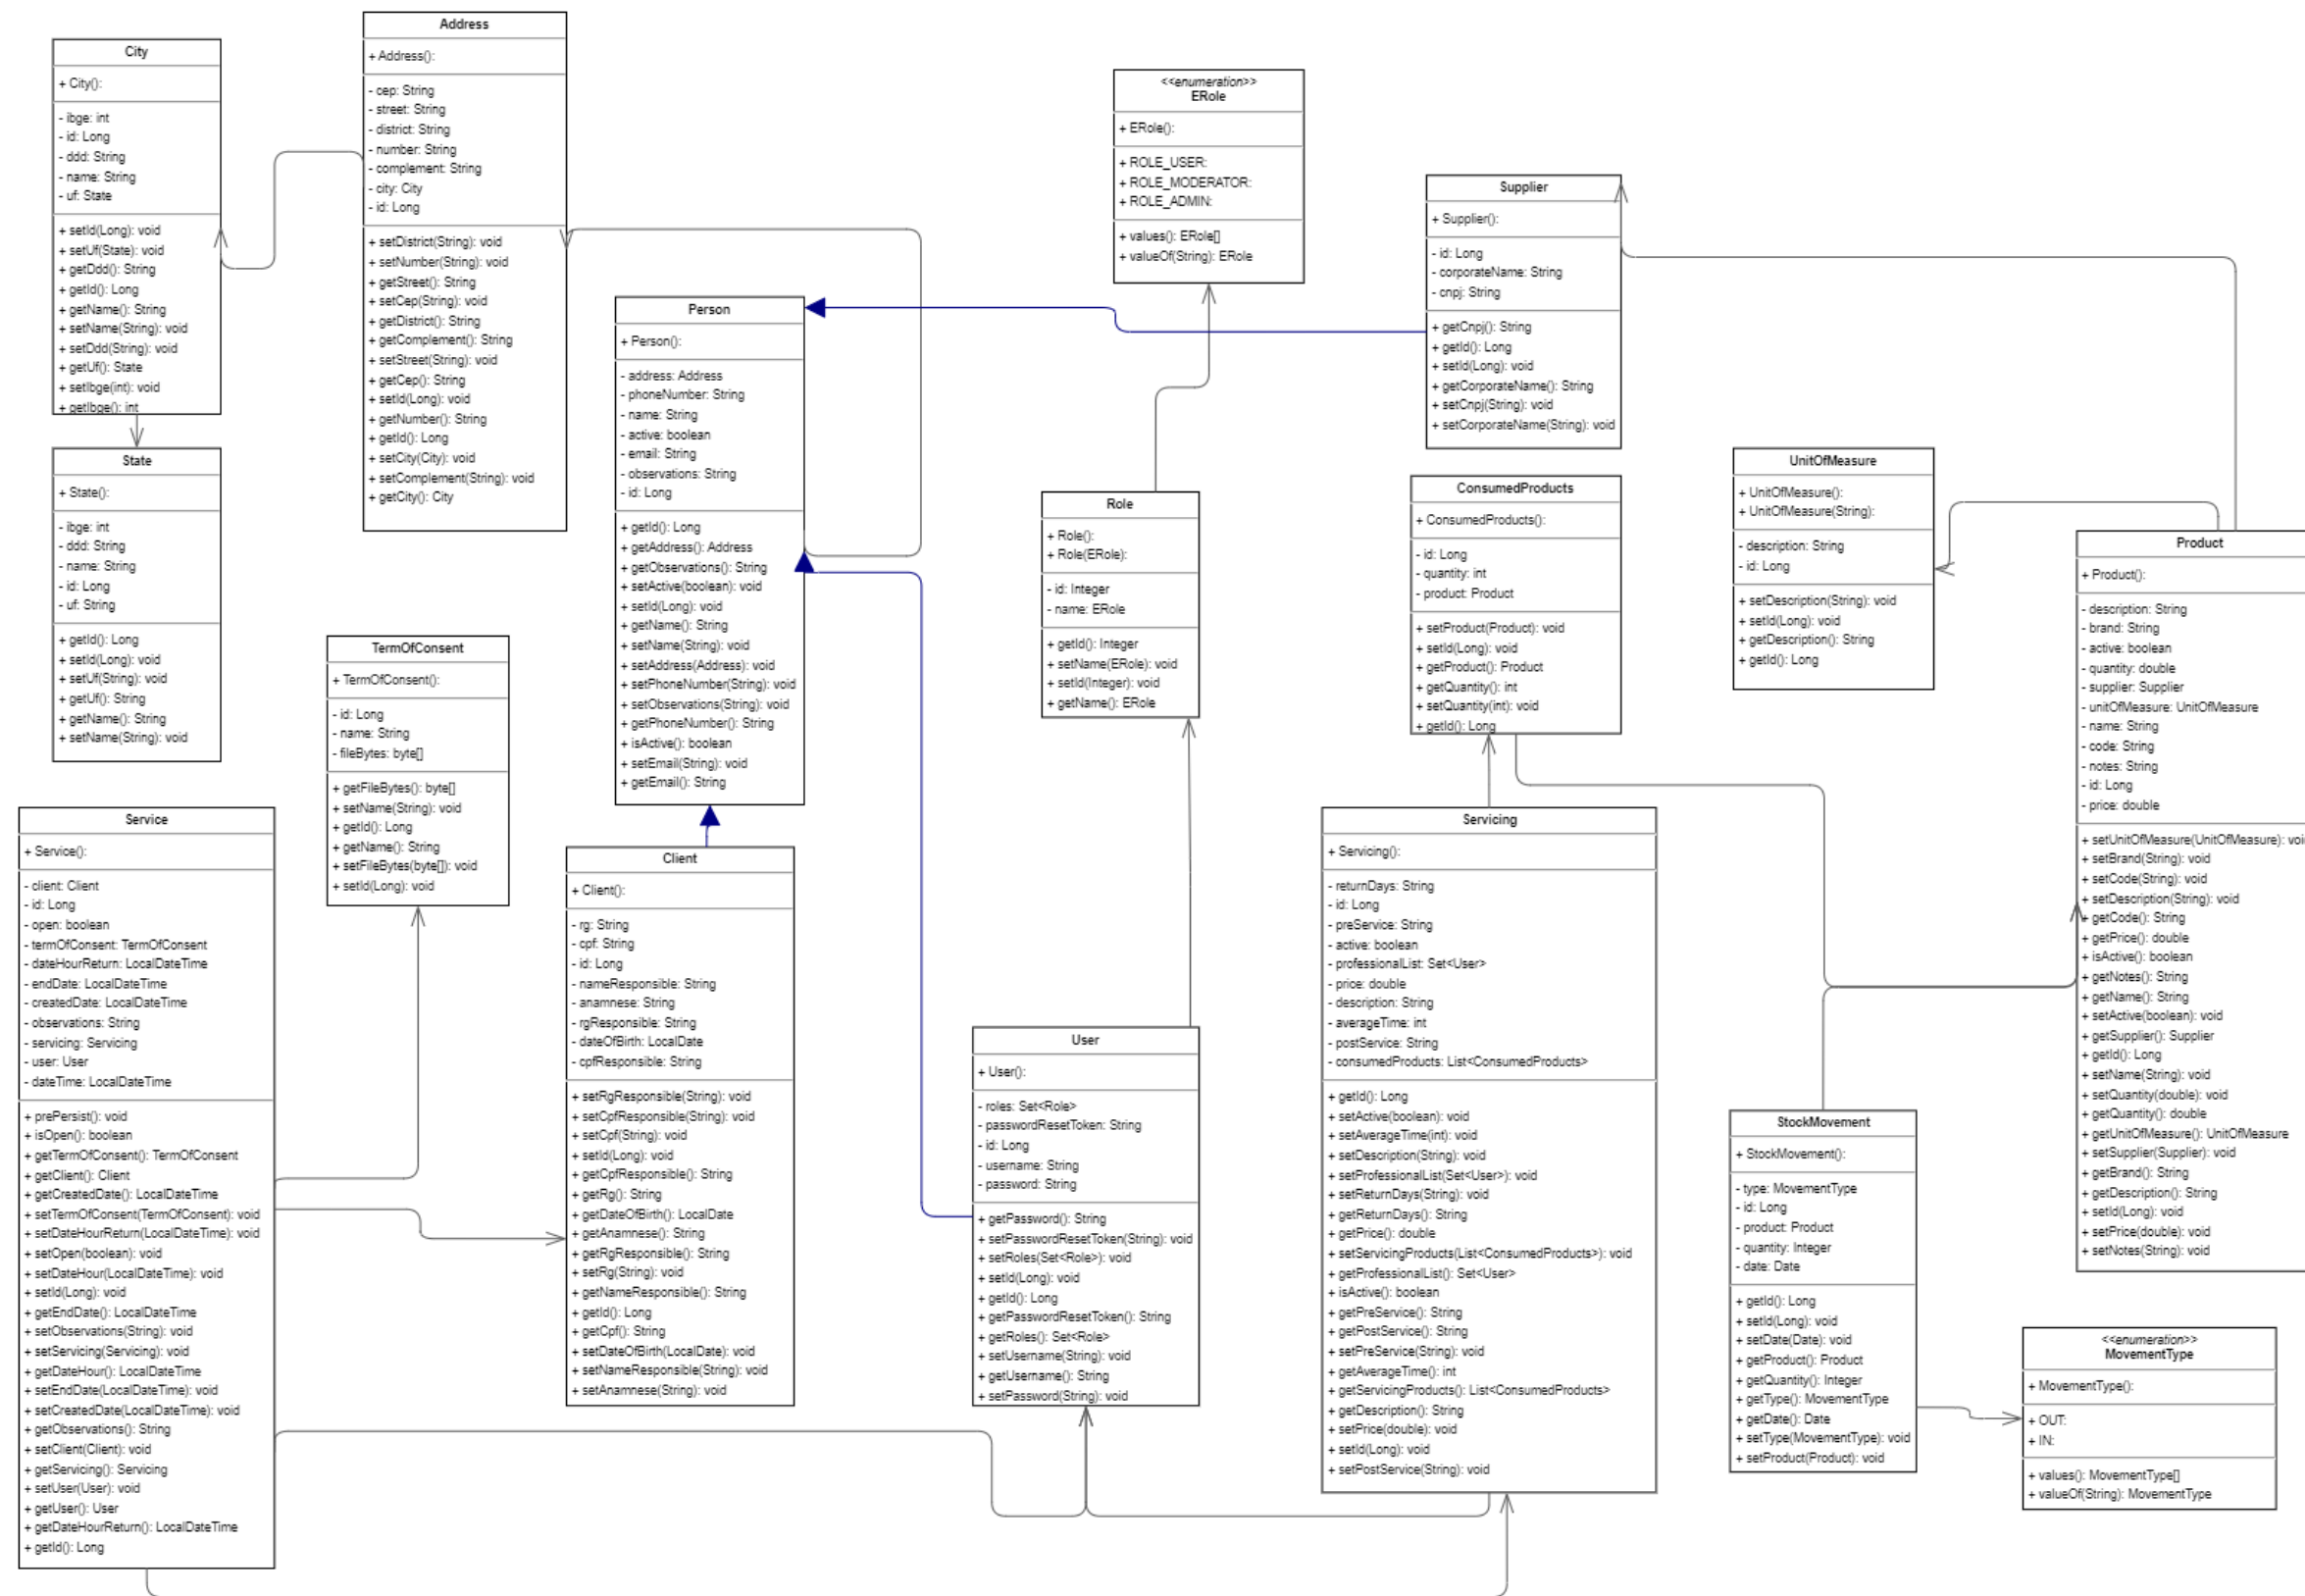 City
+ City():
- ibge: int
- id: Long
- ddd: String
- name: String
- uf: State
+ setId(Long): void
+ setUf(State): void
+ getDdd(): String
+ getId(): Long
+ getName(): String
+ setName(String): void
+ setDdd(String): void
+ getUf(): State
+ setIbge(int): void
+ getIbge(): int
Address
+ Address():
- cep: String
- street: String
- district: String
- number: String
- complement: String
- city: City
- id: Long
+ setDistrict(String): void
+ setNumber(String): void
+ getStreet(): String
+ setCep(String): void
+ getDistrict(): String
+ getComplement(): String
+ setStreet(String): void
+ getCep(): String
+ setId(Long): void
+ getNumber(): String
+ getId(): Long
+ setCity(City): void
+ setComplement(String): void
+ getCity(): City
<<enumeration>>
ERole
+ ERole():
+ ROLE_USER:
+ ROLE_MODERATOR:
+ ROLE_ADMIN:
+ values(): ERole[]
+ valueOf(String): ERole
Supplier
+ Supplier():
- id: Long
- corporateName: String
- cnpj: String
+ getCnpj(): String
+ getId(): Long
+ setId(Long): void
+ getCorporateName(): String
+ setCnpj(String): void
+ setCorporateName(String): void
Person
+ Person():
- address: Address
- phoneNumber: String
- name: String
- active: boolean
- email: String
- observations: String
- id: Long
+ getId(): Long
+ getAddress(): Address
+ getObservations(): String
+ setActive(boolean): void
+ setId(Long): void
+ getName(): String
+ setName(String): void
+ setAddress(Address): void
+ setPhoneNumber(String): void
+ setObservations(String): void
+ getPhoneNumber(): String
+ isActive(): boolean
+ setEmail(String): void
+ getEmail(): String
State
+ State():
- ibge: int
- ddd: String
- name: String
- id: Long
- uf: String
+ getId(): Long
+ setId(Long): void
+ setUf(String): void
+ getUf(): String
+ getName(): String
+ setName(String): void
Role
+ Role():
+ Role(ERole):
- id: Integer
- name: ERole
+ getId(): Integer
+ setName(ERole): void
+ setId(Integer): void
+ getName(): ERole
ConsumedProducts
+ ConsumedProducts():
- id: Long
- quantity: int
- product: Product
+ setProduct(Product): void
+ setId(Long): void
+ getProduct(): Product
+ getQuantity(): int
+ setQuantity(int): void
+ getId(): Long
UnitOfMeasure
+ UnitOfMeasure():
+ UnitOfMeasure(String):
- description: String
- id: Long
+ setDescription(String): void
+ setId(Long): void
+ getDescription(): String
+ getId(): Long
Product
+ Product():
- description: String
- brand: String
- active: boolean
- quantity: double
- supplier: Supplier
- unitOfMeasure: UnitOfMeasure
- name: String
- code: String
- notes: String
- id: Long
- price: double
+ setUnitOfMeasure(UnitOfMeasure): voi
+ setBrand(String): void
+ setCode(String): void
+ setDescription(String): void
+ getCode(): String
+ getPrice(): double
+ isActive(): boolean
+ getNotes(): String
+ getName(): String
+ setActive(boolean): void
+ getSupplier(): Supplier
+ getId(): Long
+ setName(String): void
+ setQuantity(double): void
+ getQuantity(): double
+ getUnitOfMeasure(): UnitOfMeasure
+ setSupplier(Supplier): void
+ getBrand(): String
+ getDescription(): String
+ setId(Long): void
+ setPrice(double): void
+ setNotes(String): void
TermOfConsent
+ TermOfConsent():
- id: Long
- name: String
- fileBytes: byte[]
+ getFileBytes(): byte[]
+ setName(String): void
+ getId(): Long
+ getName(): String
+ setFileBytes(byte[]): void
+ setId(Long): void
Service
+ Service():
- client: Client
- id: Long
- open: boolean
- termOfConsent: TermOfConsent
- dateHourReturn: LocalDateTime
- endDate: LocalDateTime
- createdDate: LocalDateTime
- observations: String
- servicing: Servicing
- user: User
- dateTime: LocalDateTime
+ prePersist(): void
+ isOpen(): boolean
+ getTermOfConsent(): TermOfConsent
+ getClient(): Client
+ getCreatedDate(): LocalDateTime
+ setTermOfConsent(TermOfConsent): void
+ setDateHourReturn(LocalDateTime): void
+ setOpen(boolean): void
+ setDateHour(LocalDateTime): void
+ setId(Long): void
+ getEndDate(): LocalDateTime
+ setObservations(String): void
+ setServicing(Servicing): void
+ getDateHour(): LocalDateTime
+ setEndDate(LocalDateTime): void
+ setCreatedDate(LocalDateTime): void
+ getObservations(): String
+ setClient(Client): void
+ getServicing(): Servicing
+ setUser(User): void
+ getUser(): User
+ getDateHourReturn(): LocalDateTime
+ getId(): Long
Client
+ Client():
- rg: String
- cpf: String
- id: Long
- nameResponsible: String
- anamnese: String
- rgResponsible: String
- dateOfBirth: LocalDate
- cpfResponsible: String
+ setRgResponsible(String): void
+ setCpfResponsible(String): void
+ setCpf(String): void
+ setId(Long): void
+ getCpfResponsible(): String
+ getRg(): String
+ getDateOfBirth(): LocalDate
+ getAnamnese(): String
+ getRgResponsible(): String
+ setRg(String): void
+ getNameResponsible(): String
+ getId(): Long
+ getCpf(): String
+ setDateOfBirth(LocalDate): void
+ setNameResponsible(String): void
+ setAnamnese(String): void
User
+ User():
- roles: Set<Role>
- passwordResetToken: String
- id: Long
- username: String
- password: String
+ getPassword(): String
+ setPasswordResetToken(String): void
+ setRoles(Set<Role>): void
+ setId(Long): void
+ getId(): Long
+ getPasswordResetToken(): String
+ getRoles(): Set<Role>
+ setUsername(String): void
+ getUsername(): String
+ setPassword(String): void
Servicing
+ Servicing():
- returnDays: String
- id: Long
- preService: String
- active: boolean
- professionalList: Set<User>
- price: double
- description: String
- averageTime: int
- postService: String
- consumedProducts: List<ConsumedProducts>
+ getId(): Long
+ setActive(boolean): void
+ setAverageTime(int): void
+ setDescription(String): void
+ setProfessionalList(Set<User>): void
+ setReturnDays(String): void
+ getReturnDays(): String
+ getPrice(): double
+ setServicingProducts(List<ConsumedProducts>): void
+ getProfessionalList(): Set<User>
+ isActive(): boolean
+ getPreService(): String
+ getPostService(): String
+ setPreService(String): void
+ getAverageTime(): int
+ getServicingProducts(): List<ConsumedProducts>
+ getDescription(): String
+ setPrice(double): void
+ setId(Long): void
+ setPostService(String): void
StockMovement
+ StockMovement():
- type: MovementType
- id: Long
- product: Product
- quantity: Integer
- date: Date
+ getId(): Long
+ setId(Long): void
+ setDate(Date): void
+ getProduct(): Product
+ getQuantity(): Integer
+ getType(): MovementType
+ getDate(): Date
+ setType(MovementType): void
+ setProduct(Product): void
<<enumeration>>
MovementType
+ MovementType():
+ OUT:
+ IN:
+ values(): MovementType[]
+ valueOf(String): MovementType